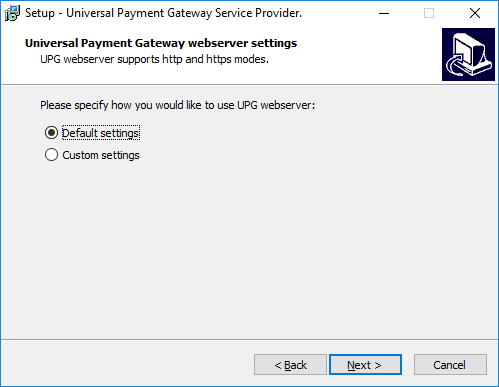 Setup - Universal Payment Gateway Service Provider.
Universal Payment Gateway webserver settings
UPG webserver supports http and https modes.
Please specify how you would like to use UPG webserver:
Default settings
Custom settings
< Back
Next >
Cancel